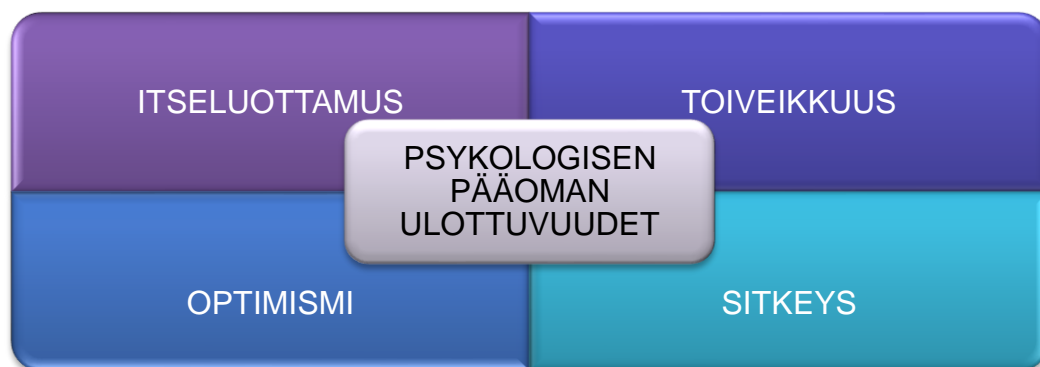 ITSELUOTTAMUS
TOIVEIKKUUS
PSYKOLOGISEN
PÄÄOMAN
ULOTTUVUUDET
OPTIMISMI
SITKEYS